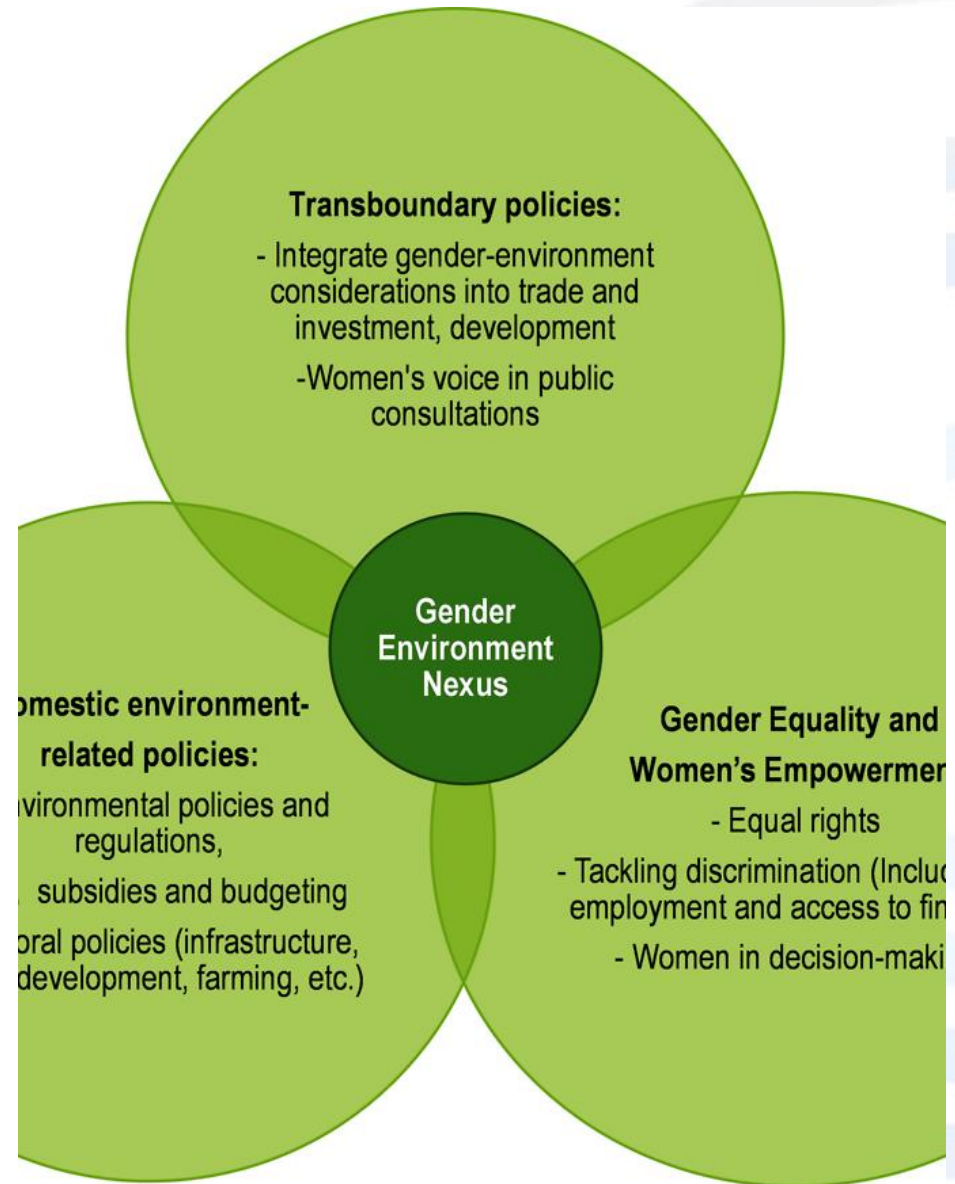 Transboundary policies:
- Integrate gender-environment
considerations into trade and
investment, development
-Women's voice in public
consultations
Gender
Environment
Nexus
omestic environment-
related policies:
vironmental policies and
regulations,
subsidies and budgeting
oral policies (infrastructure,
development, farming, etc.)
Gender Equality and
Women’s Empowermen
- Equal rights
- Tackling discrimination (Includ
employment and access to fin
- Women in decision-maki